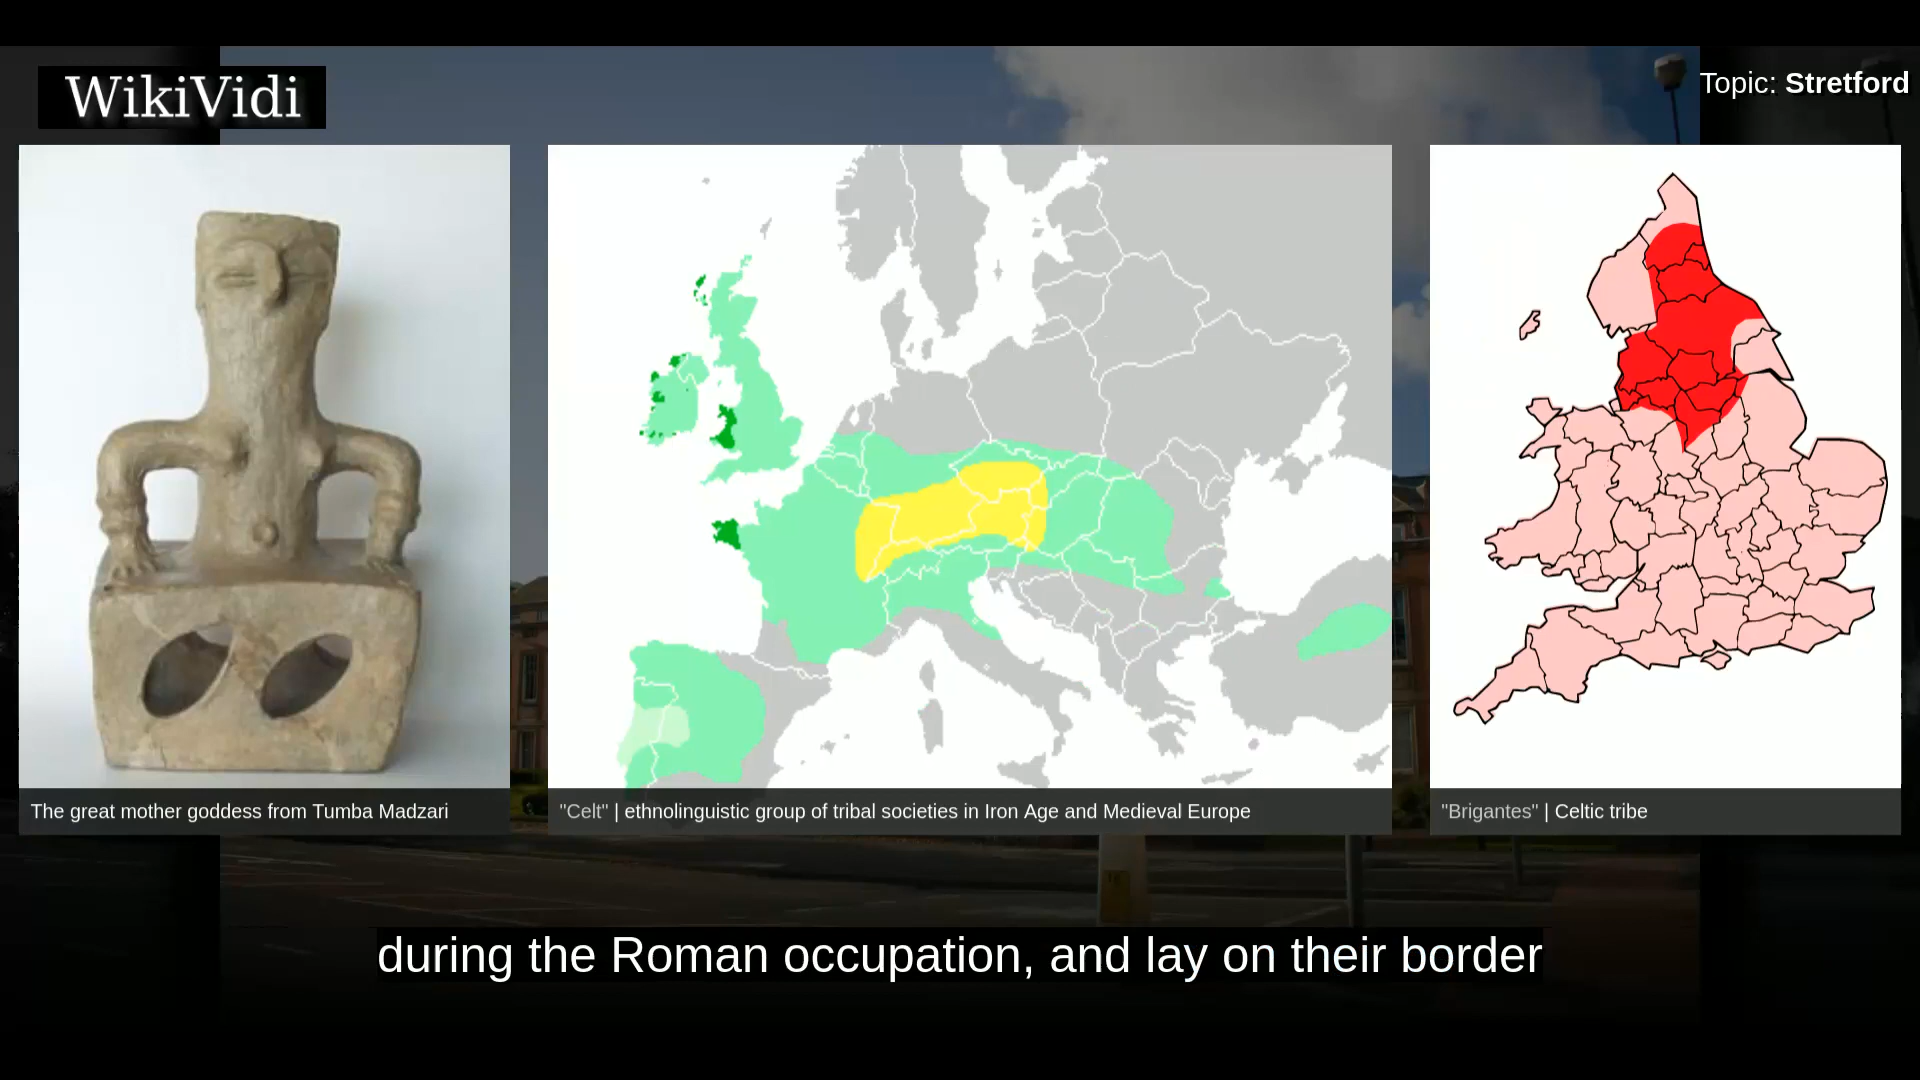 WikiVidi
Topic: Stretford
The great mother goddess from Tumba Madzari
"Celt" | ethnolinguistic group of tribal societies in Iron Age and Medieval Europe
"Brigantes" | Celtic tribe
during the Roman occupation, and lay on their border